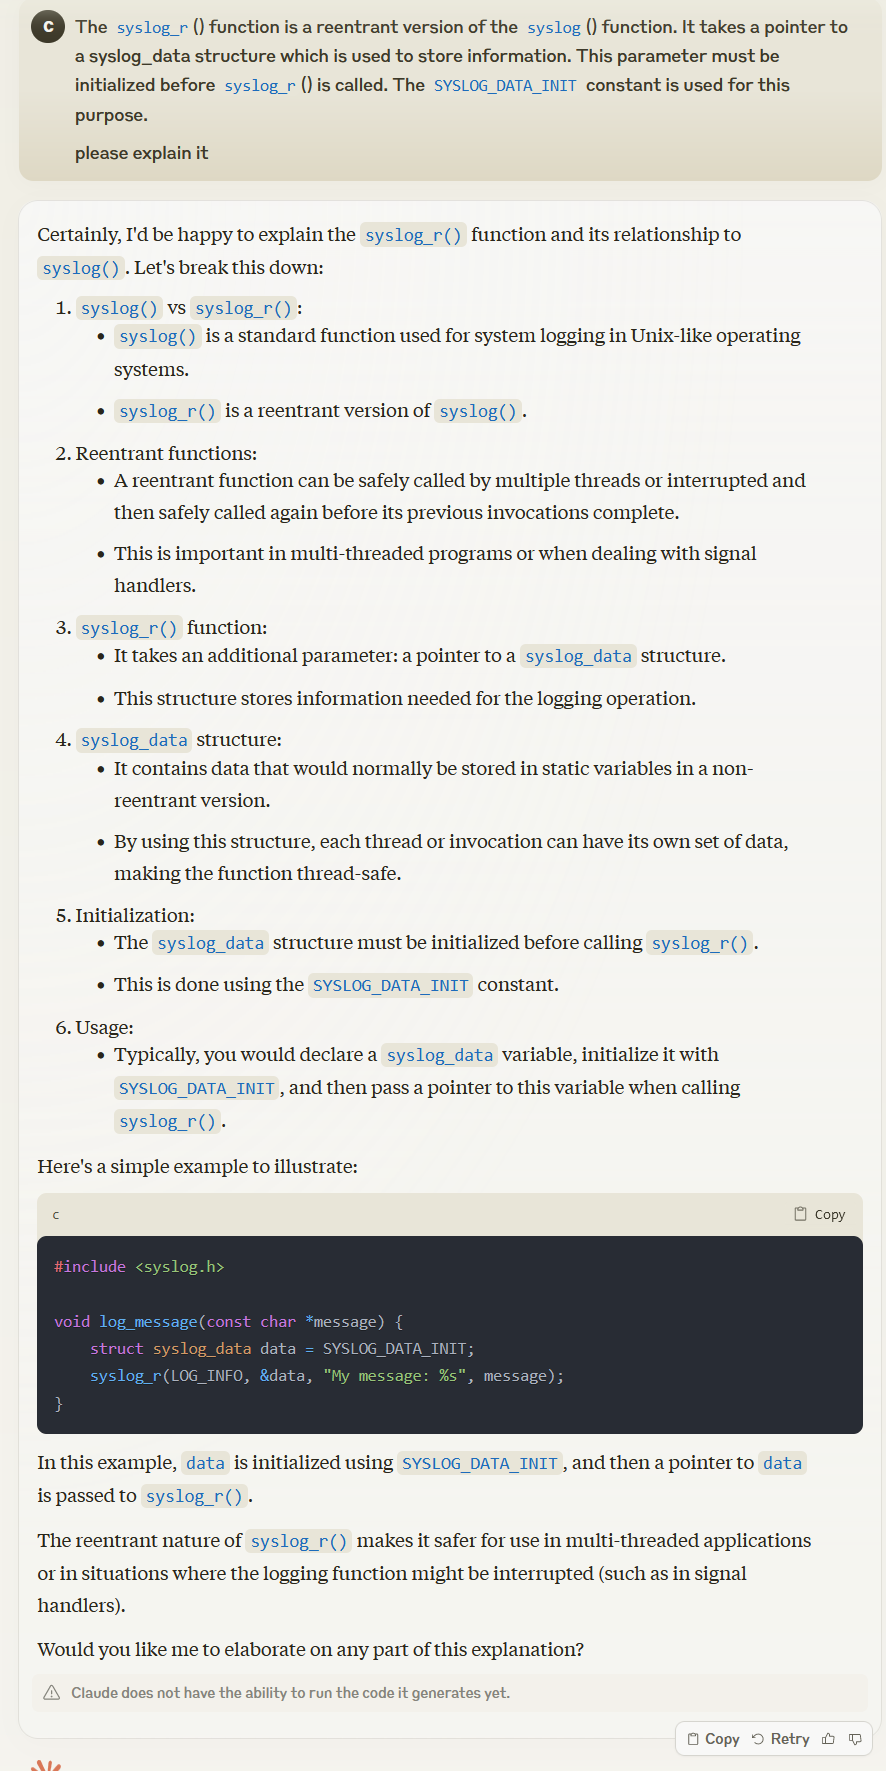 C
The syslog_r () function is a reentrant version of the syslog () function. It takes a pointer to
a syslog_data structure which is used to store information. This parameter must be
initialized before syslog_r () is called. The SYSLOG_DATA_INIT constant is used for this
purpose.
please explain it
Certainly, I'd be happy to explain the syslog_r() function and its relationship to
syslog(). Let's break this down:
1. syslog() vs syslog_r():
• syslog() is a standard function used for system logging in Unix-like operating
systems.
• syslog_r() is a reentrant version of syslog().
2. Reentrant functions:
• A reentrant function can be safely called by multiple threads or interrupted and
then safely called again before its previous invocations complete.
• This is important in multi-threaded programs or when dealing with signal
handlers.
3. syslog_r() function:
• It takes an additional parameter: a pointer to a syslog_data structure.
• This structure stores information needed for the logging operation.
4. syslog_data structure:
• It contains data that would normally be stored in static variables in a non-
reentrant version.
• By using this structure, each thread or invocation can have its own set of data,
making the function thread-safe.
5. Initialization:
• The syslog_data structure must be initialized before calling syslog_r().
• This is done using the SYSLOG_DATA_INIT constant.
6. Usage:
• Typically, you would declare a syslog_data variable, initialize it with
SYSLOG_DATA_INIT, and then pass a pointer to this variable when calling
syslog_r().
Here's a simple example to illustrate:
c Copy
#include <syslog.h>
void log_message(const char *message) {
    struct syslog_data data = SYSLOG_DATA_INIT;
    syslog_r(LOG_INFO, &data, "My message: %s", message);
}
In this example, data is initialized using SYSLOG_DATA_INIT, and then a pointer to data
is passed to syslog_r().
The reentrant nature of syslog_r() makes it safer for use in multi-threaded applications
or in situations where the logging function might be interrupted (such as in signal
handlers).
Would you like me to elaborate on any part of this explanation?
Claude does not have the ability to run the code it generates yet.
Copy Retry